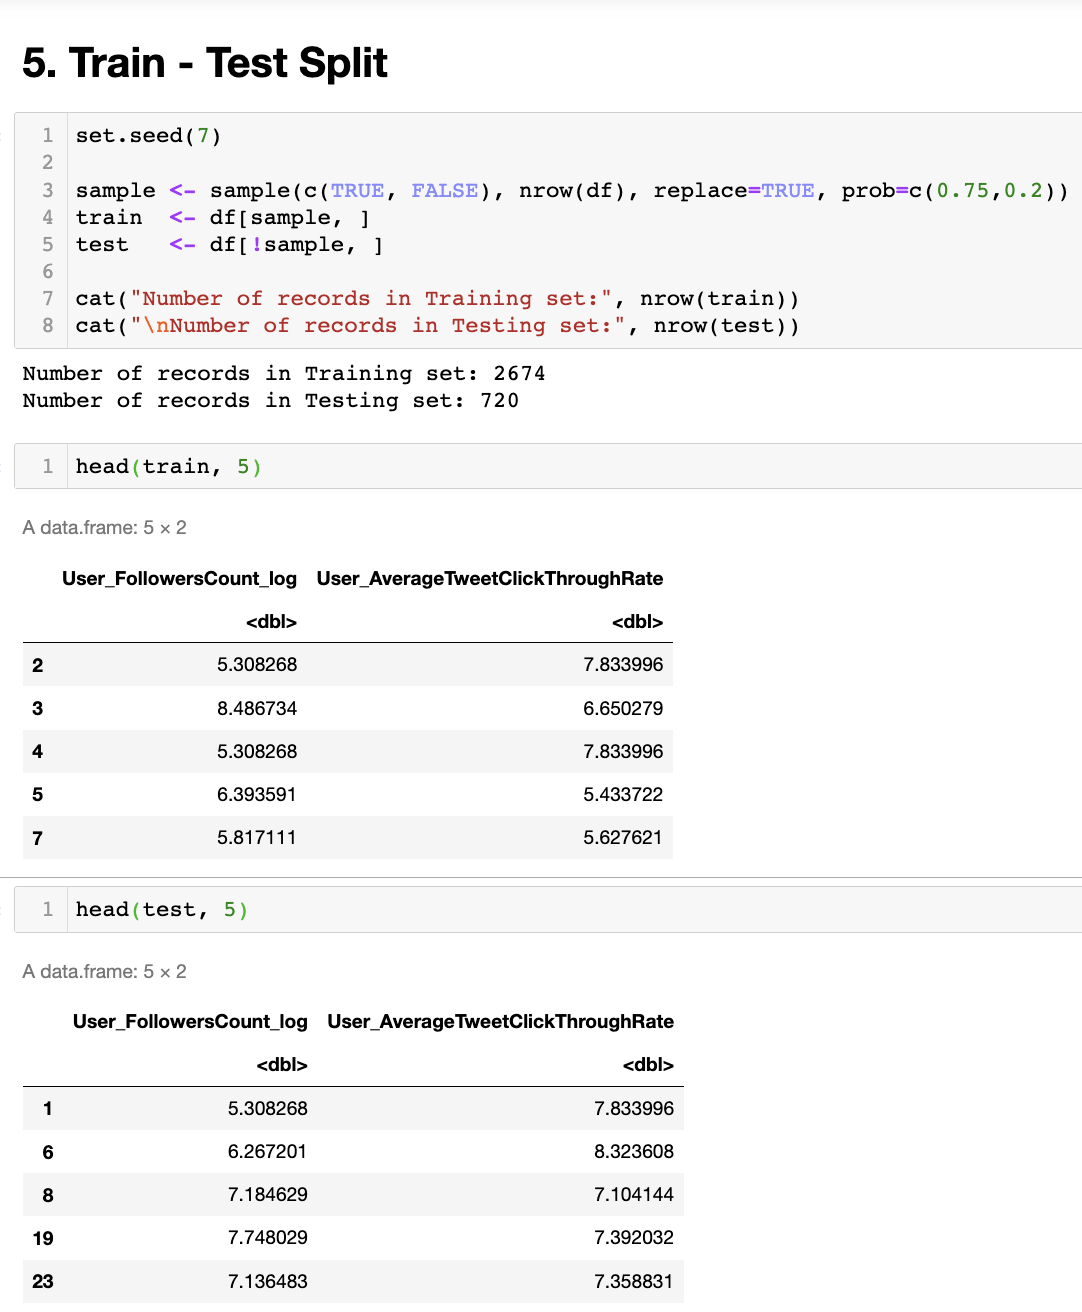 5. Train - Test Split
1 set.seed(7)
2
3 sample <- sample(c(TRUE, FALSE), nrow(df), replace=TRUE, prob=c(0.75,0.2))
4 train  <- df[sample, ]
5 test   <- df[!sample, ]
6
7 cat("Number of records in Training set:", nrow(train))
8 cat("\nNumber of records in Testing set:", nrow(test))
Number of records in Training set: 2674
Number of records in Testing set: 720
1 head(train, 5)
A data.frame: 5 × 2
User_FollowersCount_log User_AverageTweetClickThroughRate
<dbl> <dbl>
2 5.308268 7.833996
3 8.486734 6.650279
4 5.308268 7.833996
5 6.393591 5.433722
7 5.817111 5.627621
1 head(test, 5)
A data.frame: 5 × 2
User_FollowersCount_log User_AverageTweetClickThroughRate
<dbl> <dbl>
1 5.308268 7.833996
6 6.267201 8.323608
8 7.184629 7.104144
19 7.748029 7.392032
23 7.136483 7.358831